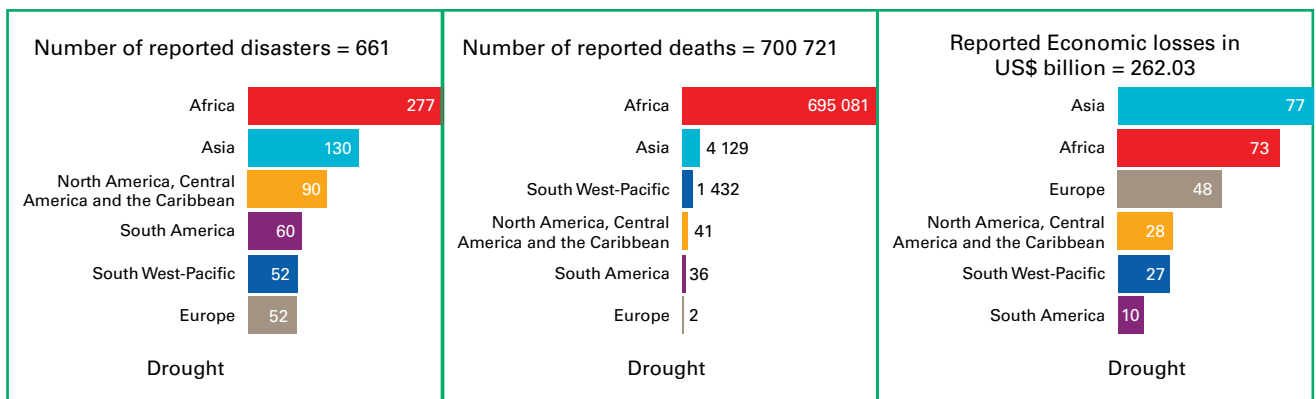 Number of reported disasters = 661
Africa
277
Asia
130
North America, Central
America and the Caribbean
90
South America
60
South West-Pacific
52
Europe
52
Drought
Number of reported deaths = 700 721
Africa
695 081
Asia
4 129
South West-Pacific
1 432
North America, Central
America and the Caribbean
41
South America
36
Europe
2
Drought
Reported Economic losses in
US$ billion = 262.03
Asia
77
Africa
73
Europe
48
North America, Central
America and the Caribbean
28
South West-Pacific
27
South America
10
Drought